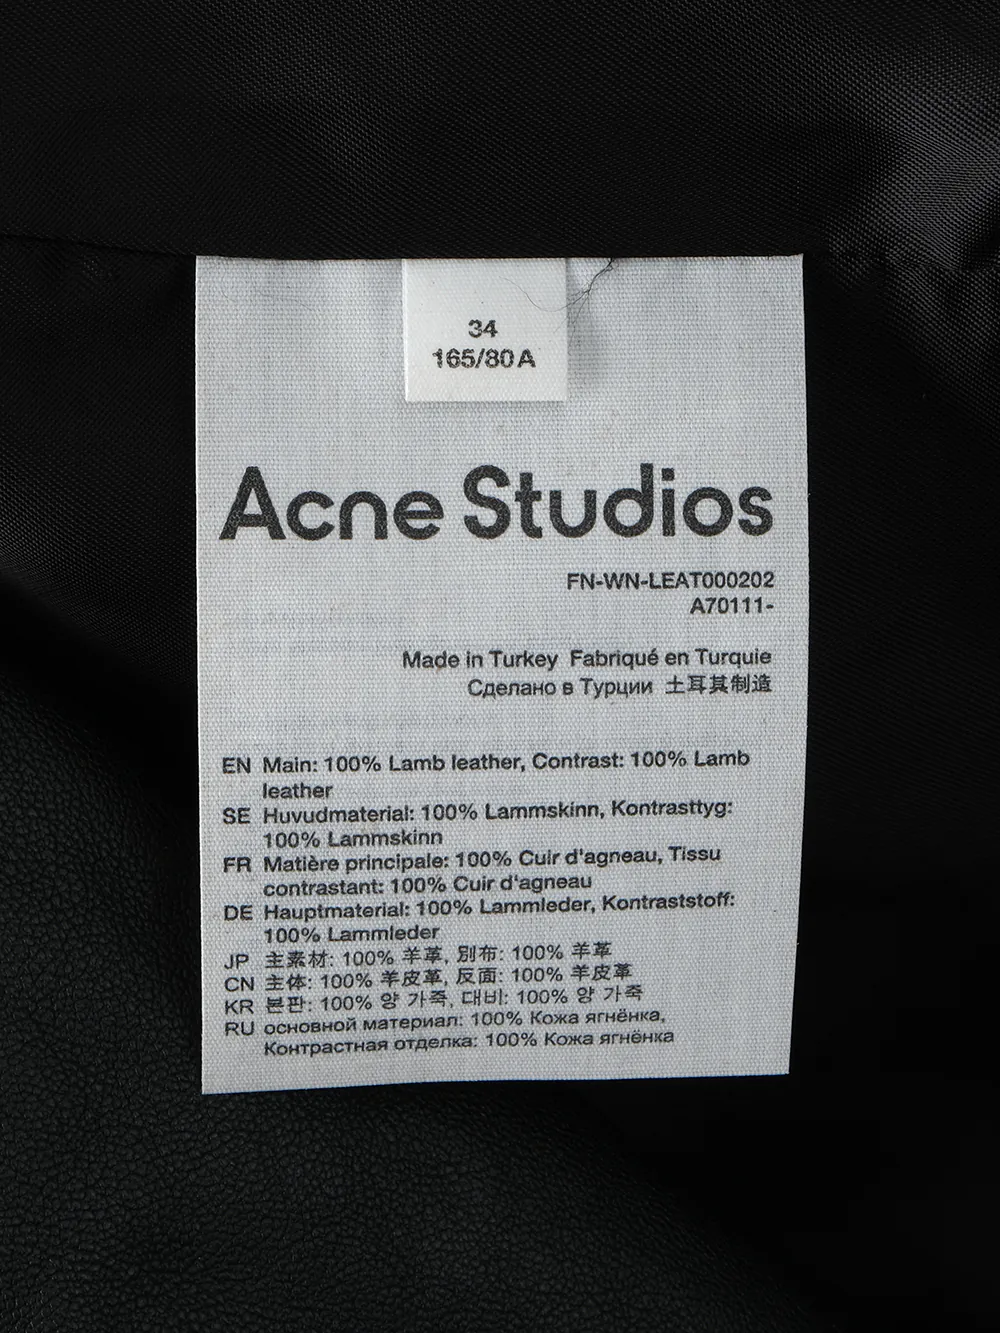 34
165/80A
Acne Studios
FN-WN-LEAT000202
A70111-
Made in Turkey Fabriqué en Turquie
Сделано в Турции 土耳其制造
EN Main: 100% Lamb leather, Contrast: 100% Lamb
leather
SE Huvudmaterial: 100% Lammskinn, Kontrasttyg:
100% Lammskinn
FR Matière principale: 100% Cuir d'agneau, Tissu
contrastant: 100% Cuir d'agneau
DE Hauptmaterial: 100% Lammleder, Kontraststoff:
100% Lammleder
JP 主素材: 100% 羊革, 別布: 100% 羊革
CN 主体: 100% 羊皮革, 反面: 100% 羊皮革
KR 본판: 100% 양 가죽, 대비: 100% 양 가죽
RU основной материал: 100% Кожа ягнёнка,
Контрастная отделка: 100% Кожа ягнёнка